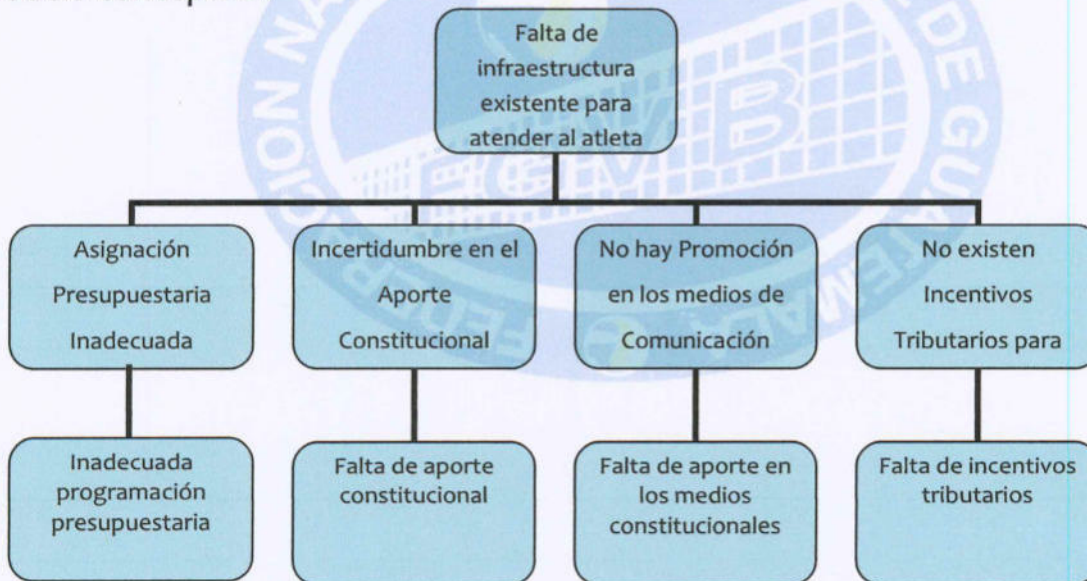 Falta de
infraestructura
existente para
atender al atleta
Asignación
Presupuestaria
Inadecuada
Incertidumbre en el
Aporte
Constitucional
No hay Promoción
en los medios de
Comunicación
No existen
Incentivos
Tributarios para
Inadecuada
programación
presupuestaria
Falta de aporte
constitucional
Falta de aporte en
los medios
constitucionales
Falta de incentivos
tributarios
DE GUATEMALA